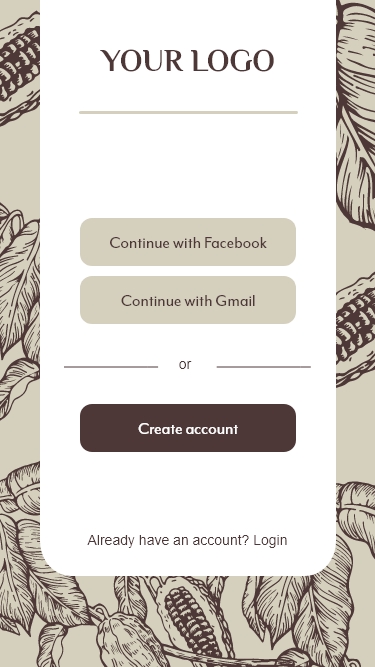 YOUR LOGO
Continue with Facebook
Continue with Gmail
or
Create account
Already have an account? Login